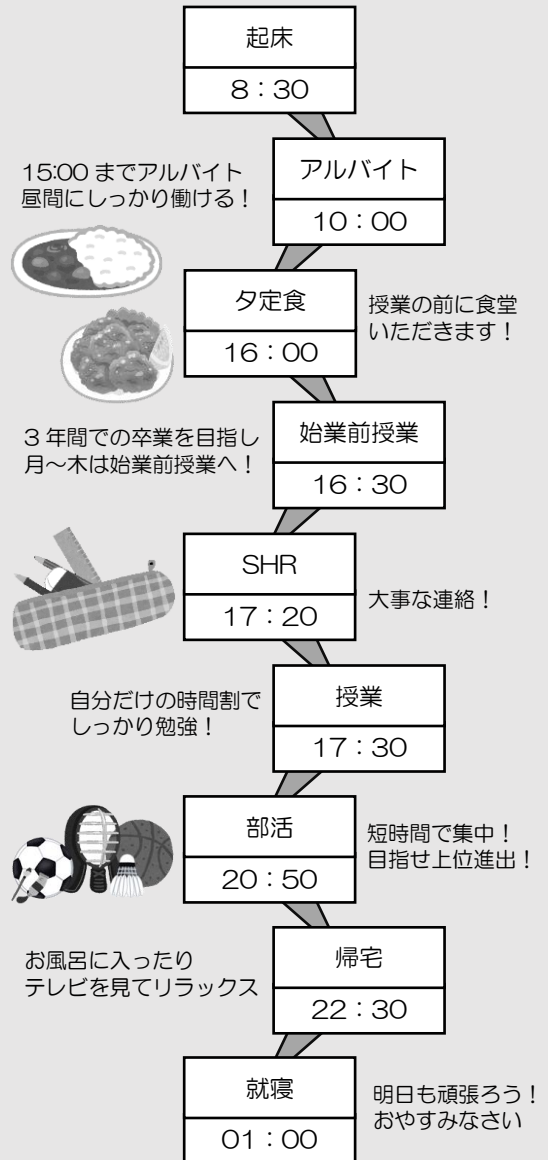 起床
8:30
15:00 までアルバイト
昼間にしっかり働ける！
アルバイト
10:00
夕定食
16:00
授業の前に食堂
いただきます！
3 年間での卒業を目指し
月～木は始業前授業へ！
始業前授業
16:30
SHR
17:20
大事な連絡！
自分だけの時間割で
しっかり勉強！
授業
17:30
部活
20:50
短時間で集中！
目指せ上位進出！
お風呂に入ったり
テレビを見てリラックス
帰宅
22:30
就寝
01:00
明日も頑張ろう！
おやすみなさい